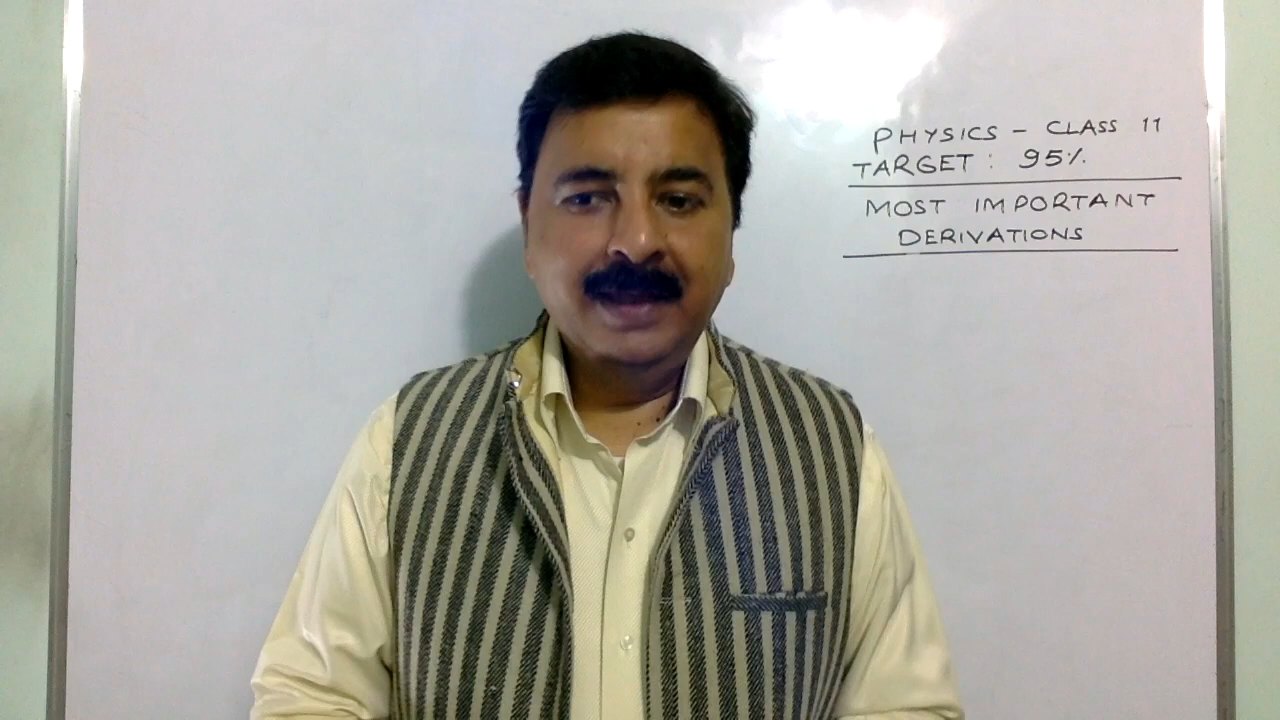 PHYSICS - CLASS 11
TARGET : 95%
MOST IMPORTANT
DERIVATIONS